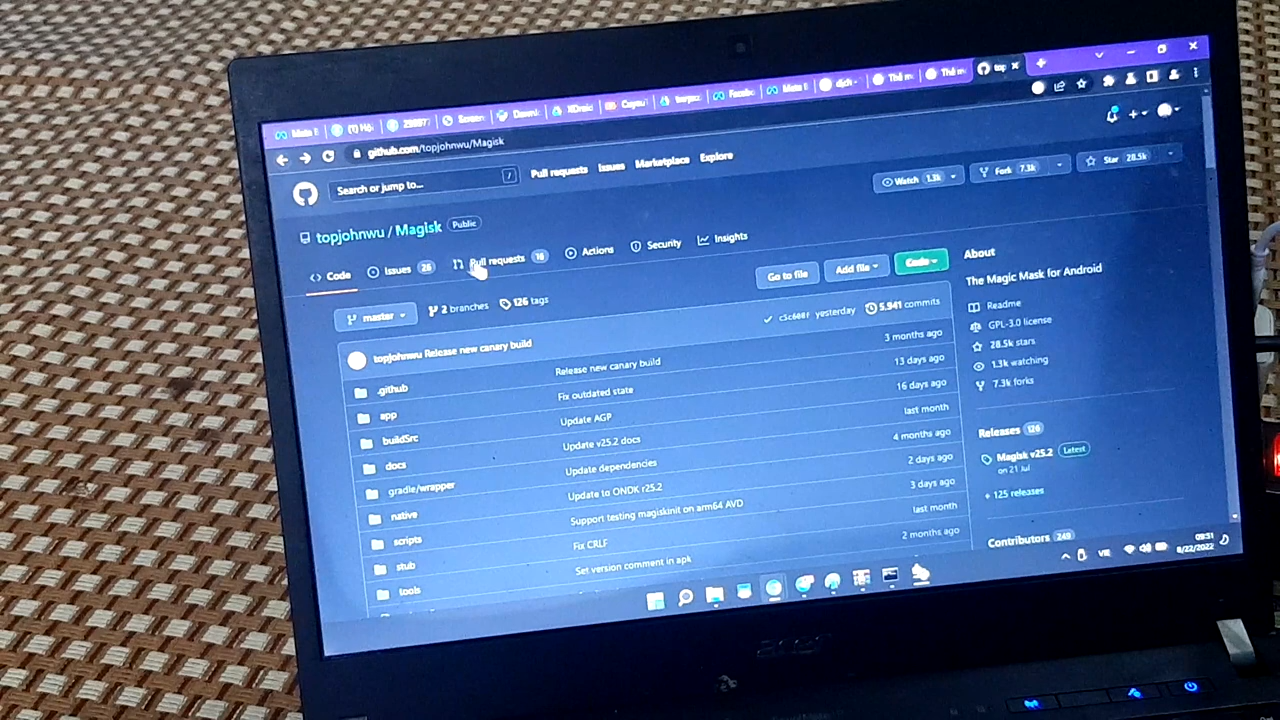 github.com/topjohnwu/Magisk
Search or jump to... / Pull requests Issues Marketplace Explore
topjohnwu / Magisk Public
Watch 1.3k Fork 7.3k Star 28.5k
Code Issues 26 Pull requests 16 Actions Security Insights
master 2 branches 126 tags Go to file Add file Code
topjohnwu Release new canary build yesterday 5,941 commits
.github Release new canary build 3 months ago
app Fix outdated state 13 days ago
buildSrc Update AGP 16 days ago
docs Update v25.2 docs last month
gradle/wrapper Update dependencies 4 months ago
native Update to ONDK r25.2 2 days ago
scripts Support testing magiskinit on arm64 AVD 3 days ago
stub Fix CRLF last month
tools Set version comment in apk 2 months ago
About
The Magic Mask for Android
Readme
GPL-3.0 license
28.5k stars
1.3k watching
7.3k forks
Releases 126
Magisk v25.2 Latest
on 21 Jul
+ 125 releases
Contributors 249
VIE
09:31
8/22/2022
acer